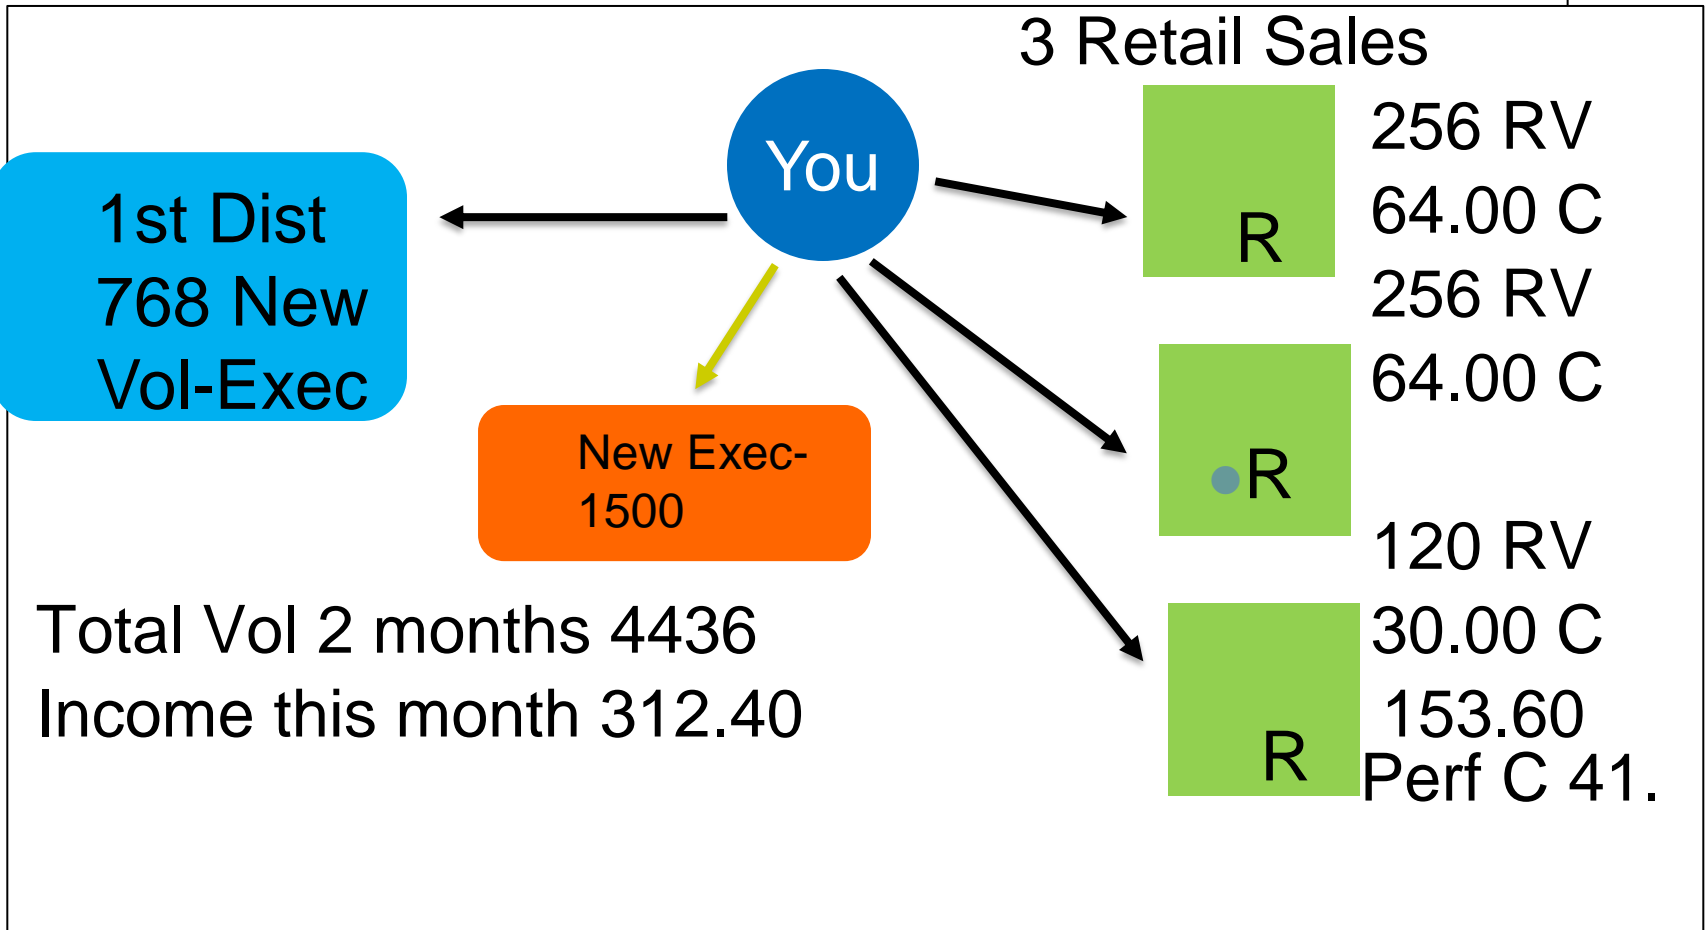 3 Retail Sales
You
1st Dist
768 New
Vol-Exec
New Exec-
1500
Total Vol 2 months 4436
Income this month 312.40
R
256 RV
64.00 C
256 RV
64.00 C
•R
120 RV
30.00 C
153.60
R
Perf C 41.